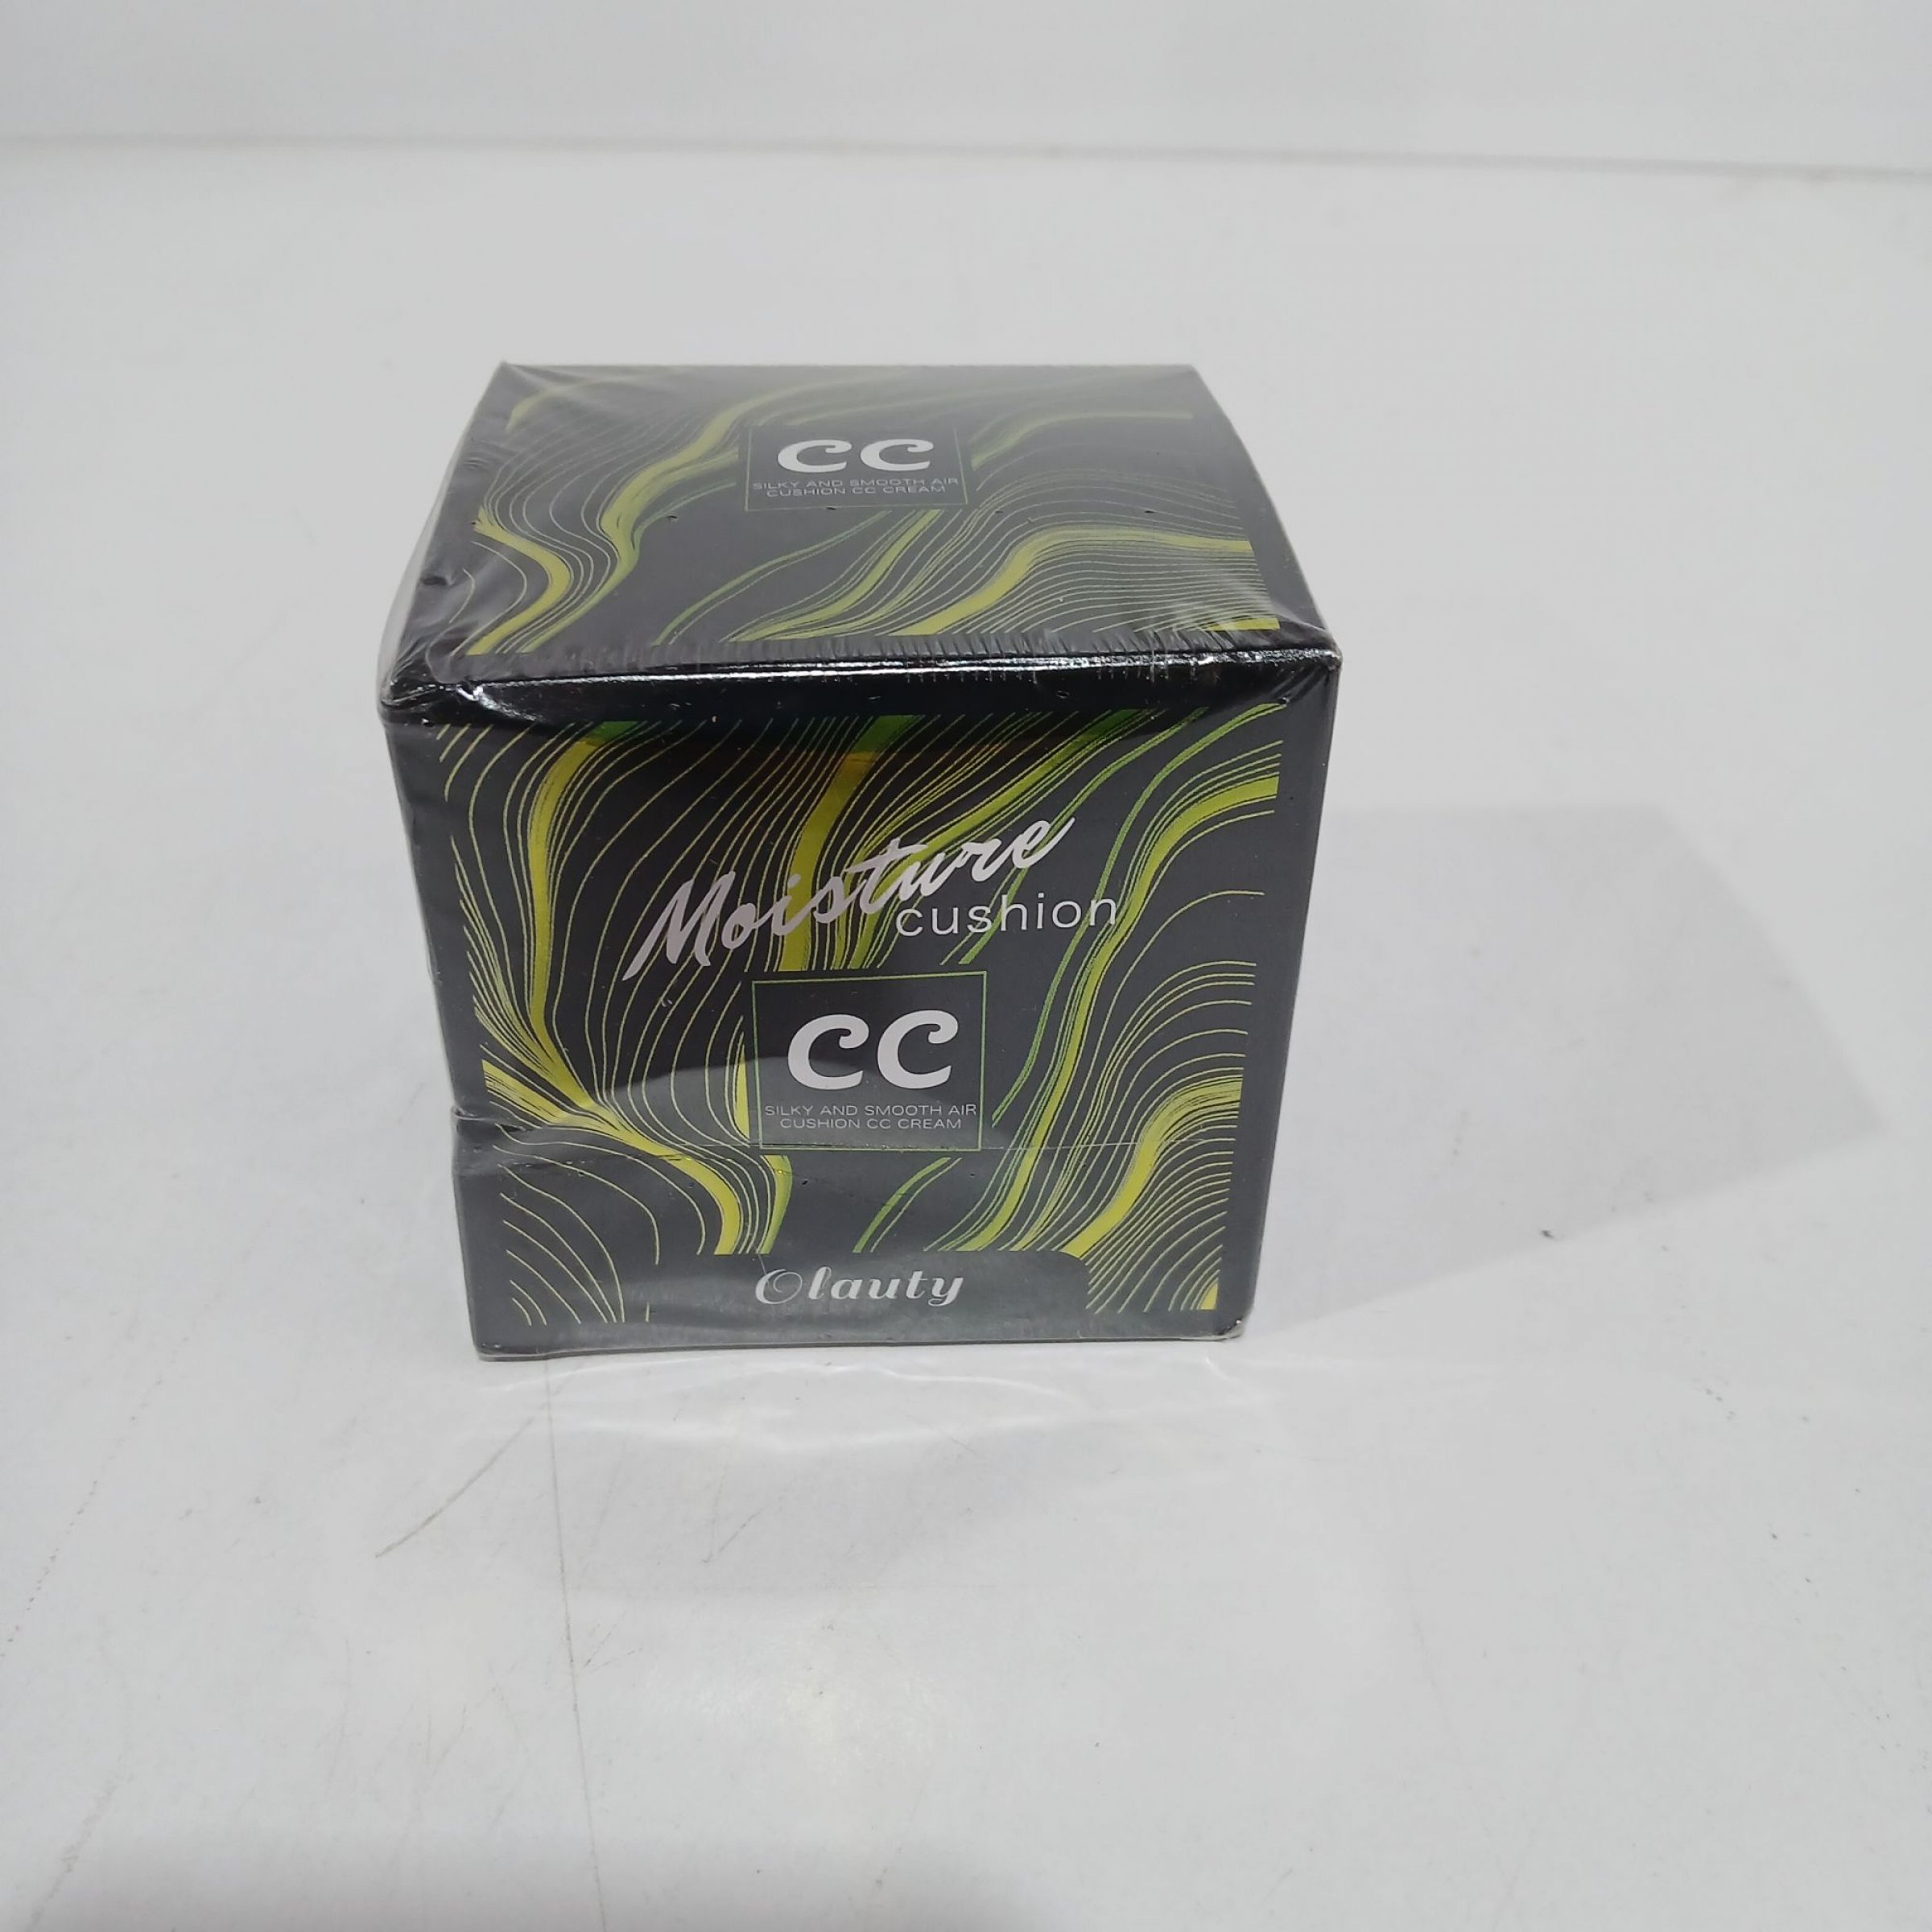 CC
SILKY AND SMOOTH AIR
CUSHION CC CREAM
Moisture
cushion
CC
SILKY AND SMOOTH AIR
CUSHION CC CREAM
Olauty